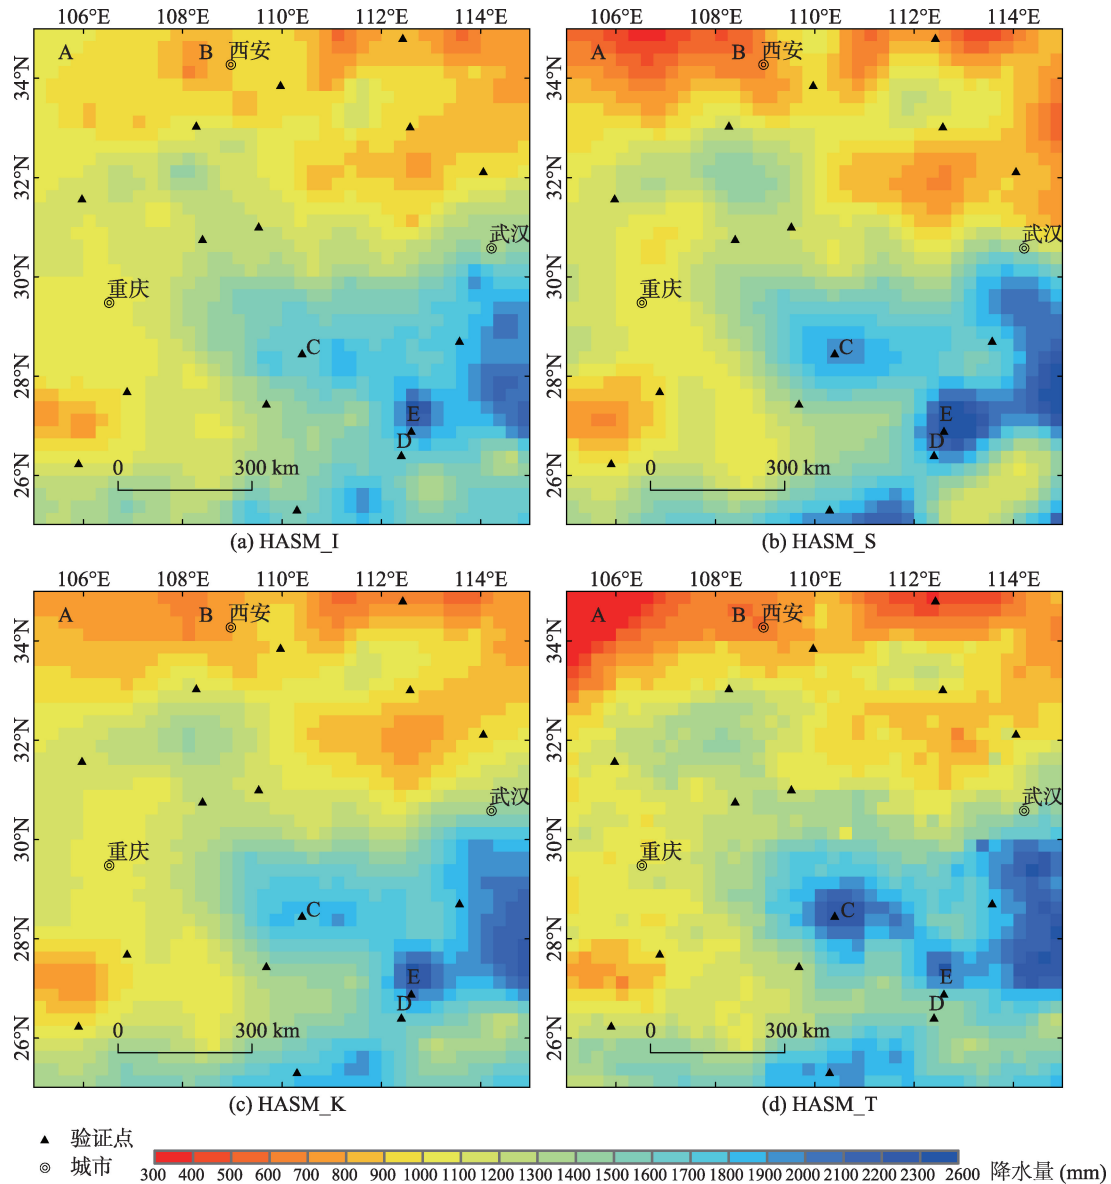 106°E 108°E 110°E 112°E 114°E 106°E 108°E 110°E 112°E 114°E
A B 西安 A B 西安
34°N 34°N
32°N 32°N
武汉 武汉
30°N 30°N
重庆 重庆
C C
28°N 28°N
E E
D D
0 300 km 0 300 km
26°N 26°N
(a) HASM_I (b) HASM_S
106°E 108°E 110°E 112°E 114°E 106°E 108°E 110°E 112°E 114°E
A B 西安 A B 西安
34°N 34°N
32°N 32°N
武汉 武汉
30°N 30°N
重庆 重庆
C C
28°N 28°N
E E
D D
0 300 km 0 300 km
26°N 26°N
(c) HASM_K (d) HASM_T
验证点
城市 300 400 500 600 700 800 900 1000 1100 1200 1300 1400 1500 1600 1700 1800 1900 2000 2100 2200 2300 2600 降水量 (mm)